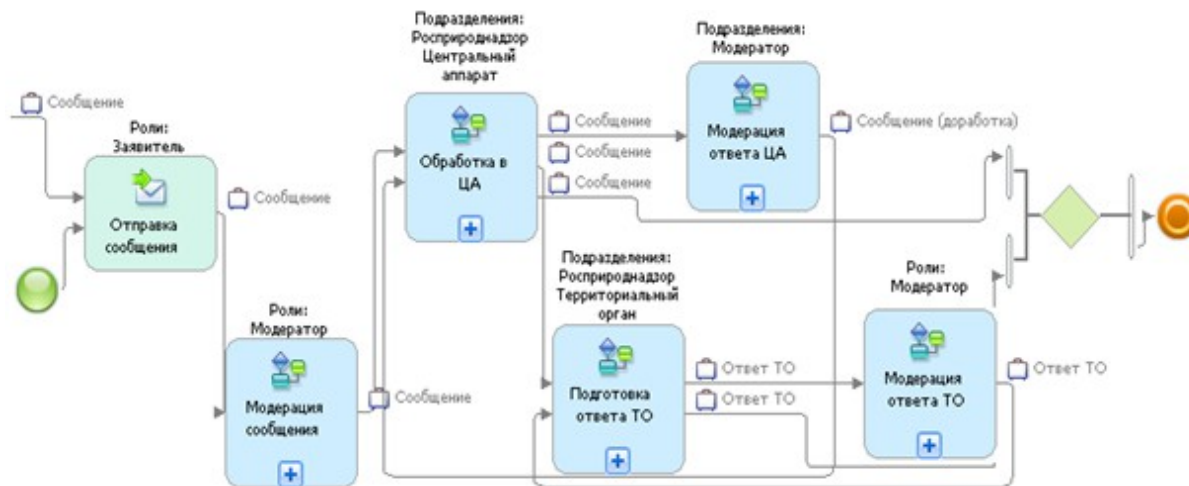 Сообщение
Роли:
Заявитель
Отправка
сообщения
Сообщение
Роли:
Модератор
Модерация
сообщения
Сообщение
Подразделения:
Росприроднадзор
Центральный
аппарат
Обработка в
ЦА
Сообщение
Сообщение
Сообщение
Подразделения:
Модератор
Модерация
ответа ЦА
Сообщение (доработка)
Подразделения:
Росприроднадзор
Территориальный
орган
Подготовка
ответа ТО
Ответ ТО
Ответ ТО
Роли:
Модератор
Модерация
ответа ТО
Ответ ТО